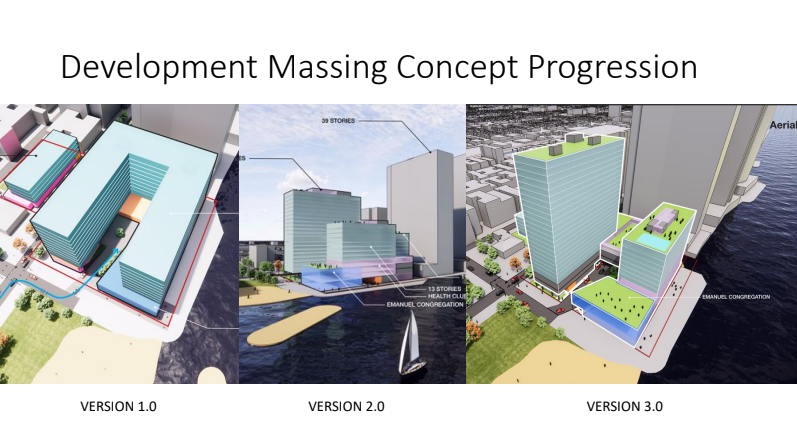 Development Massing Concept Progression
39 STORIES
ES
13 STORIES
HEALTH CLU
EMANUEL CONGREGATION
Aerial
EMANUEL CONGREGATION
VERSION 1.0
VERSION 2.0
VERSION 3.0